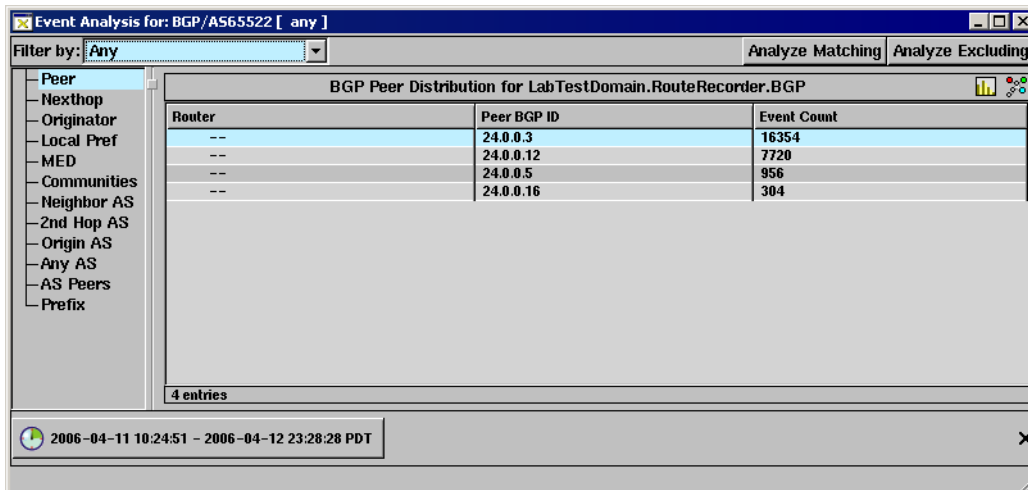 Event Analysis for: BGP/AS65522 [ any ]
Filter by: Any Analyze Matching Analyze Excluding
Peer
Nexthop
Originator
Local Pref
MED
Communities
Neighbor AS
2nd Hop AS
Origin AS
Any AS
AS Peers
Prefix
BGP Peer Distribution for LabTestDomain.RouteRecorder.BGP
Router Peer BGP ID Event Count
-- 24.0.0.3 16354
-- 24.0.0.12 7720
-- 24.0.0.5 956
-- 24.0.0.16 304
4 entries
2006-04-11 10:24:51 - 2006-04-12 23:28:28 PDT